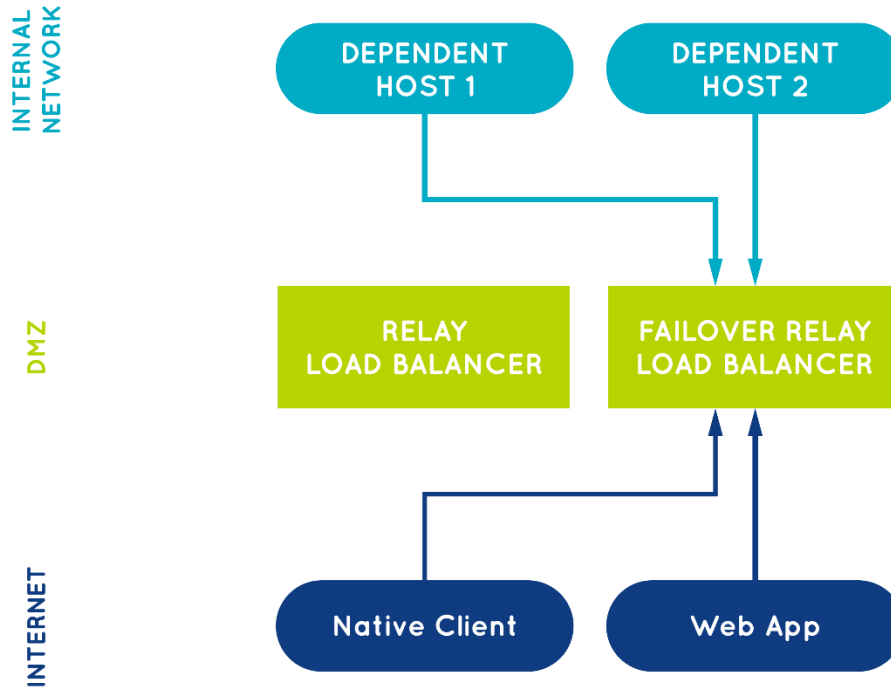 INTERNAL
NETWORK
DEPENDENT
HOST 1
DEPENDENT
HOST 2
DMZ
RELAY
LOAD BALANCER
FAILOVER RELAY
LOAD BALANCER
INTERNET
Native Client
Web App